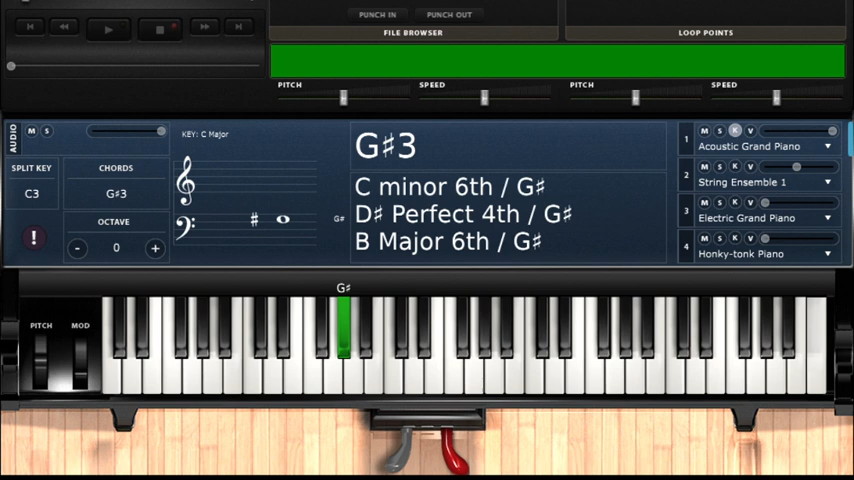 PUNCH IN PUNCH OUT
FILE BROWSER LOOP POINTS
PITCH SPEED PITCH SPEED
AUDIO M S
KEY: C Major
SPLIT KEY CHORDS
C3 G♯3
OCTAVE
! - 0 +
G#
G♯3
C minor 6th / G♯
D♯ Perfect 4th / G♯
B Major 6th / G♯
1 M S K V
Acoustic Grand Piano
2 M S K V
String Ensemble 1
3 M S K V
Electric Grand Piano
4 M S K V
Honky-tonk Piano
G♯
PITCH MOD